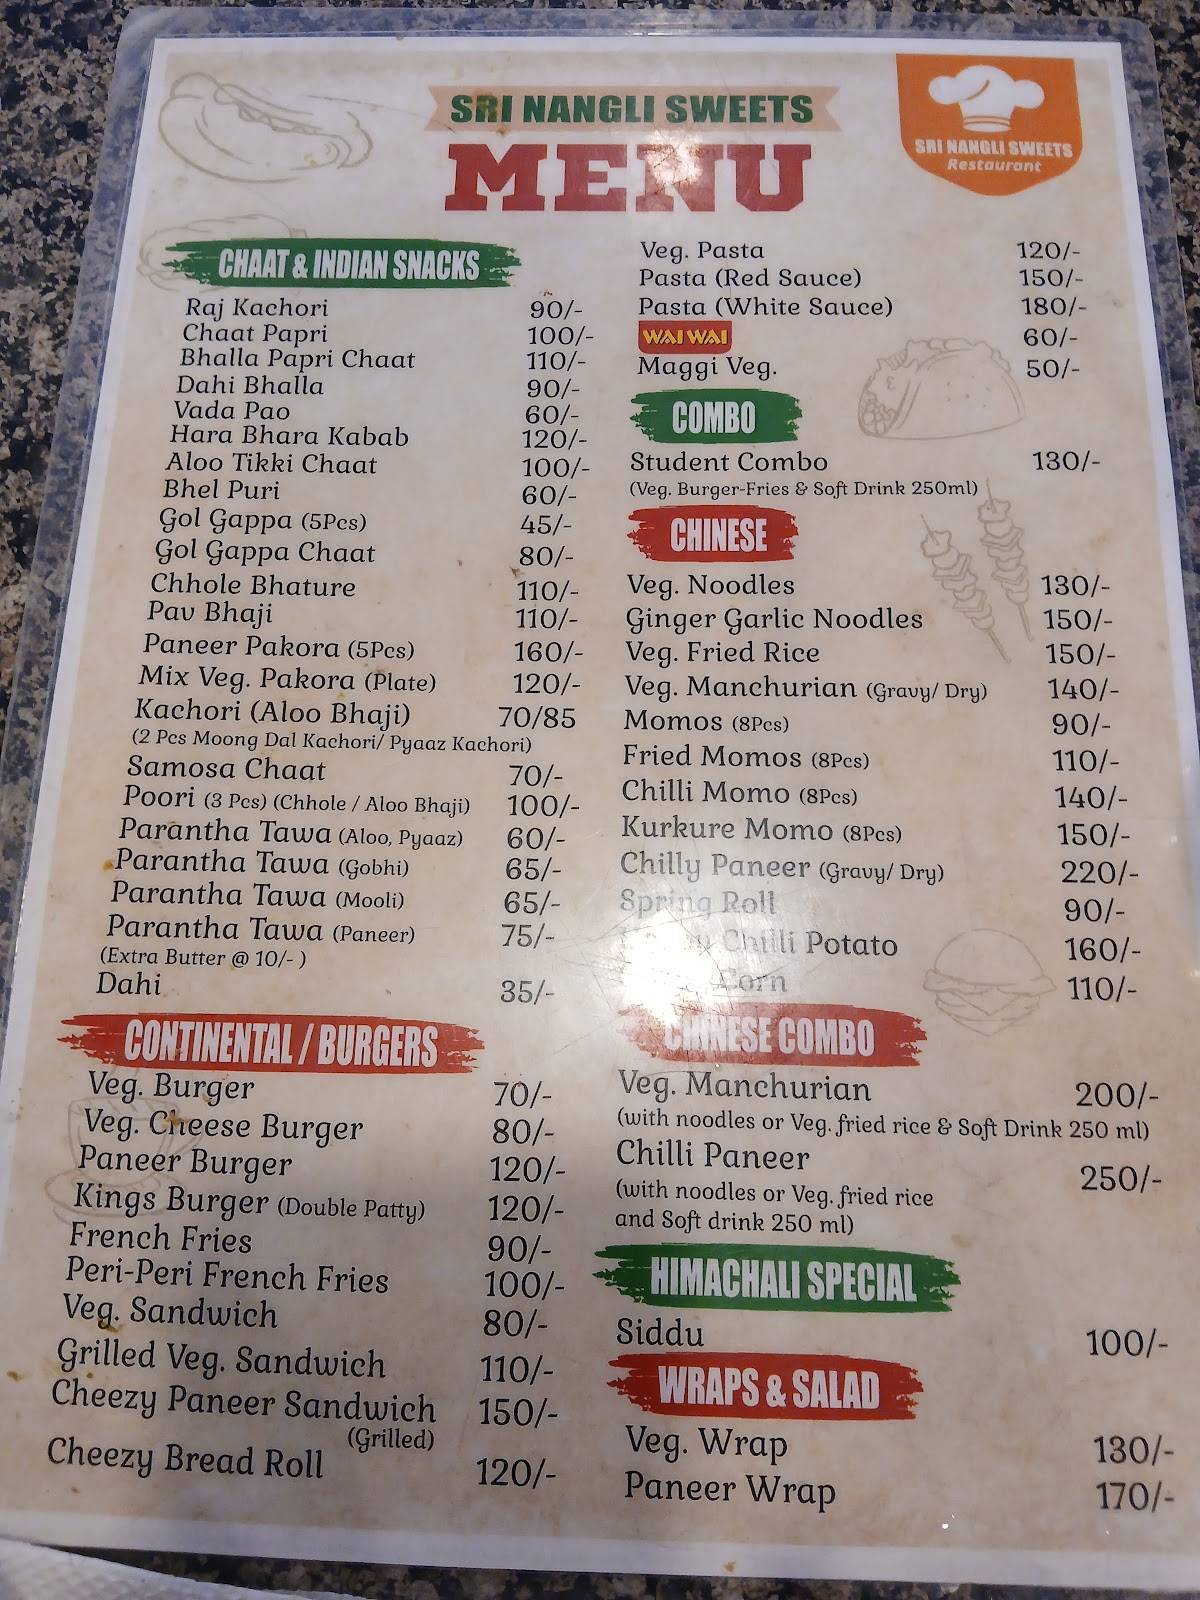 SRI NANGLI SWEETS
MENU
SRI NANGLI SWEETS
Restaurant
CHAAT & INDIAN SNACKS
Raj Kachori 90/-
Chaat Papri 100/-
Bhalla Papri Chaat 110/-
Dahi Bhalla 90/-
Vada Pao 60/-
Hara Bhara Kabab 120/-
Aloo Tikki Chaat 100/-
Bhel Puri 60/-
Gol Gappa (5Pcs) 45/-
Gol Gappa Chaat 80/-
Chhole Bhature 110/-
Pav Bhaji 110/-
Paneer Pakora (5Pcs) 160/-
Mix Veg. Pakora (Plate) 120/-
Kachori (Aloo Bhaji) 70/85
(2 Pcs Moong Dal Kachori/ Pyaaz Kachori)
Samosa Chaat 70/-
Poori (3 Pcs) (Chhole / Aloo Bhaji) 100/-
Parantha Tawa (Aloo, Pyaaz) 60/-
Parantha Tawa (Gobhi) 65/-
Parantha Tawa (Mooli) 65/-
Parantha Tawa (Paneer) 75/-
(Extra Butter @ 10/- )
Dahi 35/-
CONTINENTAL / BURGERS
Veg. Burger 70/-
Veg. Cheese Burger 80/-
Paneer Burger 120/-
Kings Burger (Double Patty) 120/-
French Fries 90/-
Peri-Peri French Fries 100/-
Veg. Sandwich 80/-
Grilled Veg. Sandwich 110/-
Cheezy Paneer Sandwich 150/-
(Grilled)
Cheezy Bread Roll 120/-
Veg. Pasta 120/-
Pasta (Red Sauce) 150/-
Pasta (White Sauce) 180/-
WAI WAI 60/-
Maggi Veg. 50/-
COMBO
Student Combo 130/-
(Veg. Burger-Fries & Soft Drink 250ml)
CHINESE
Veg. Noodles 130/-
Ginger Garlic Noodles 150/-
Veg. Fried Rice 150/-
Veg. Manchurian (Gravy/ Dry) 140/-
Momos (8Pcs) 90/-
Fried Momos (8Pcs) 110/-
Chilli Momo (8Pcs) 140/-
Kurkure Momo (8Pcs) 150/-
Chilly Paneer (Gravy/ Dry) 220/-
Spring Roll 90/-
Chilli Potato 160/-
Corn 110/-
CHINESE COMBO
Veg. Manchurian 200/-
(with noodles or Veg. fried rice & Soft Drink 250 ml)
Chilli Paneer 250/-
(with noodles or Veg. fried rice
and Soft drink 250 ml)
HIMACHALI SPECIAL
Siddu 100/-
WRAPS & SALAD
Veg. Wrap 130/-
Paneer Wrap 170/-